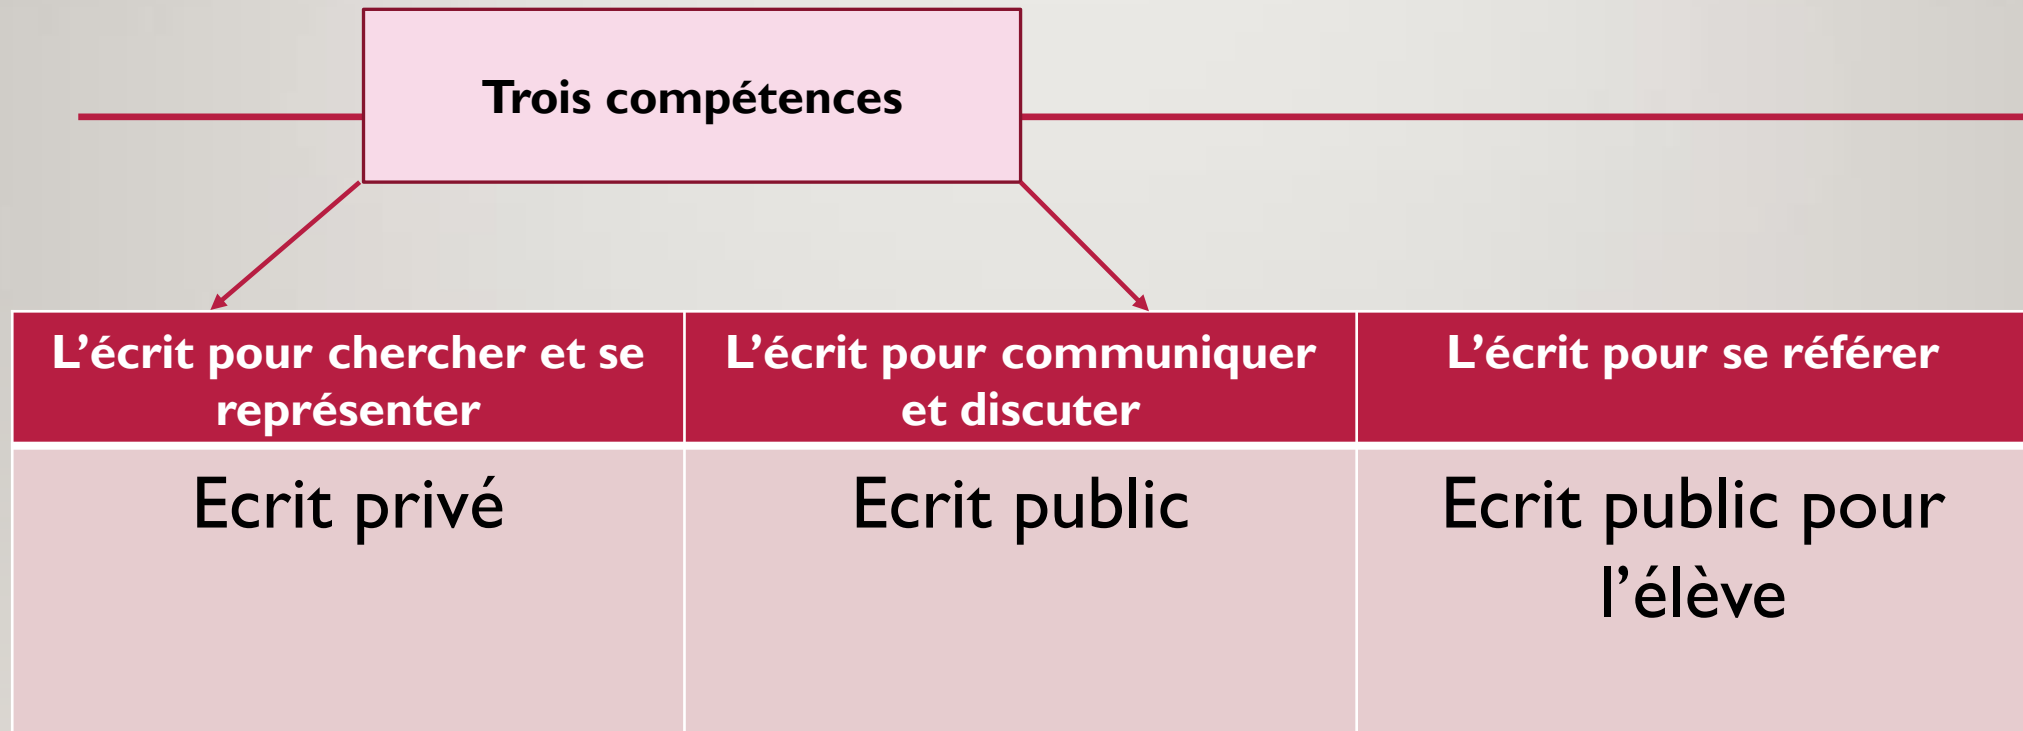 Trois compétences
L’écrit pour chercher et se
représenter
L’écrit pour communiquer
et discuter
L’écrit pour se référer
Ecrit privé
Ecrit public
Ecrit public pour
l’élève